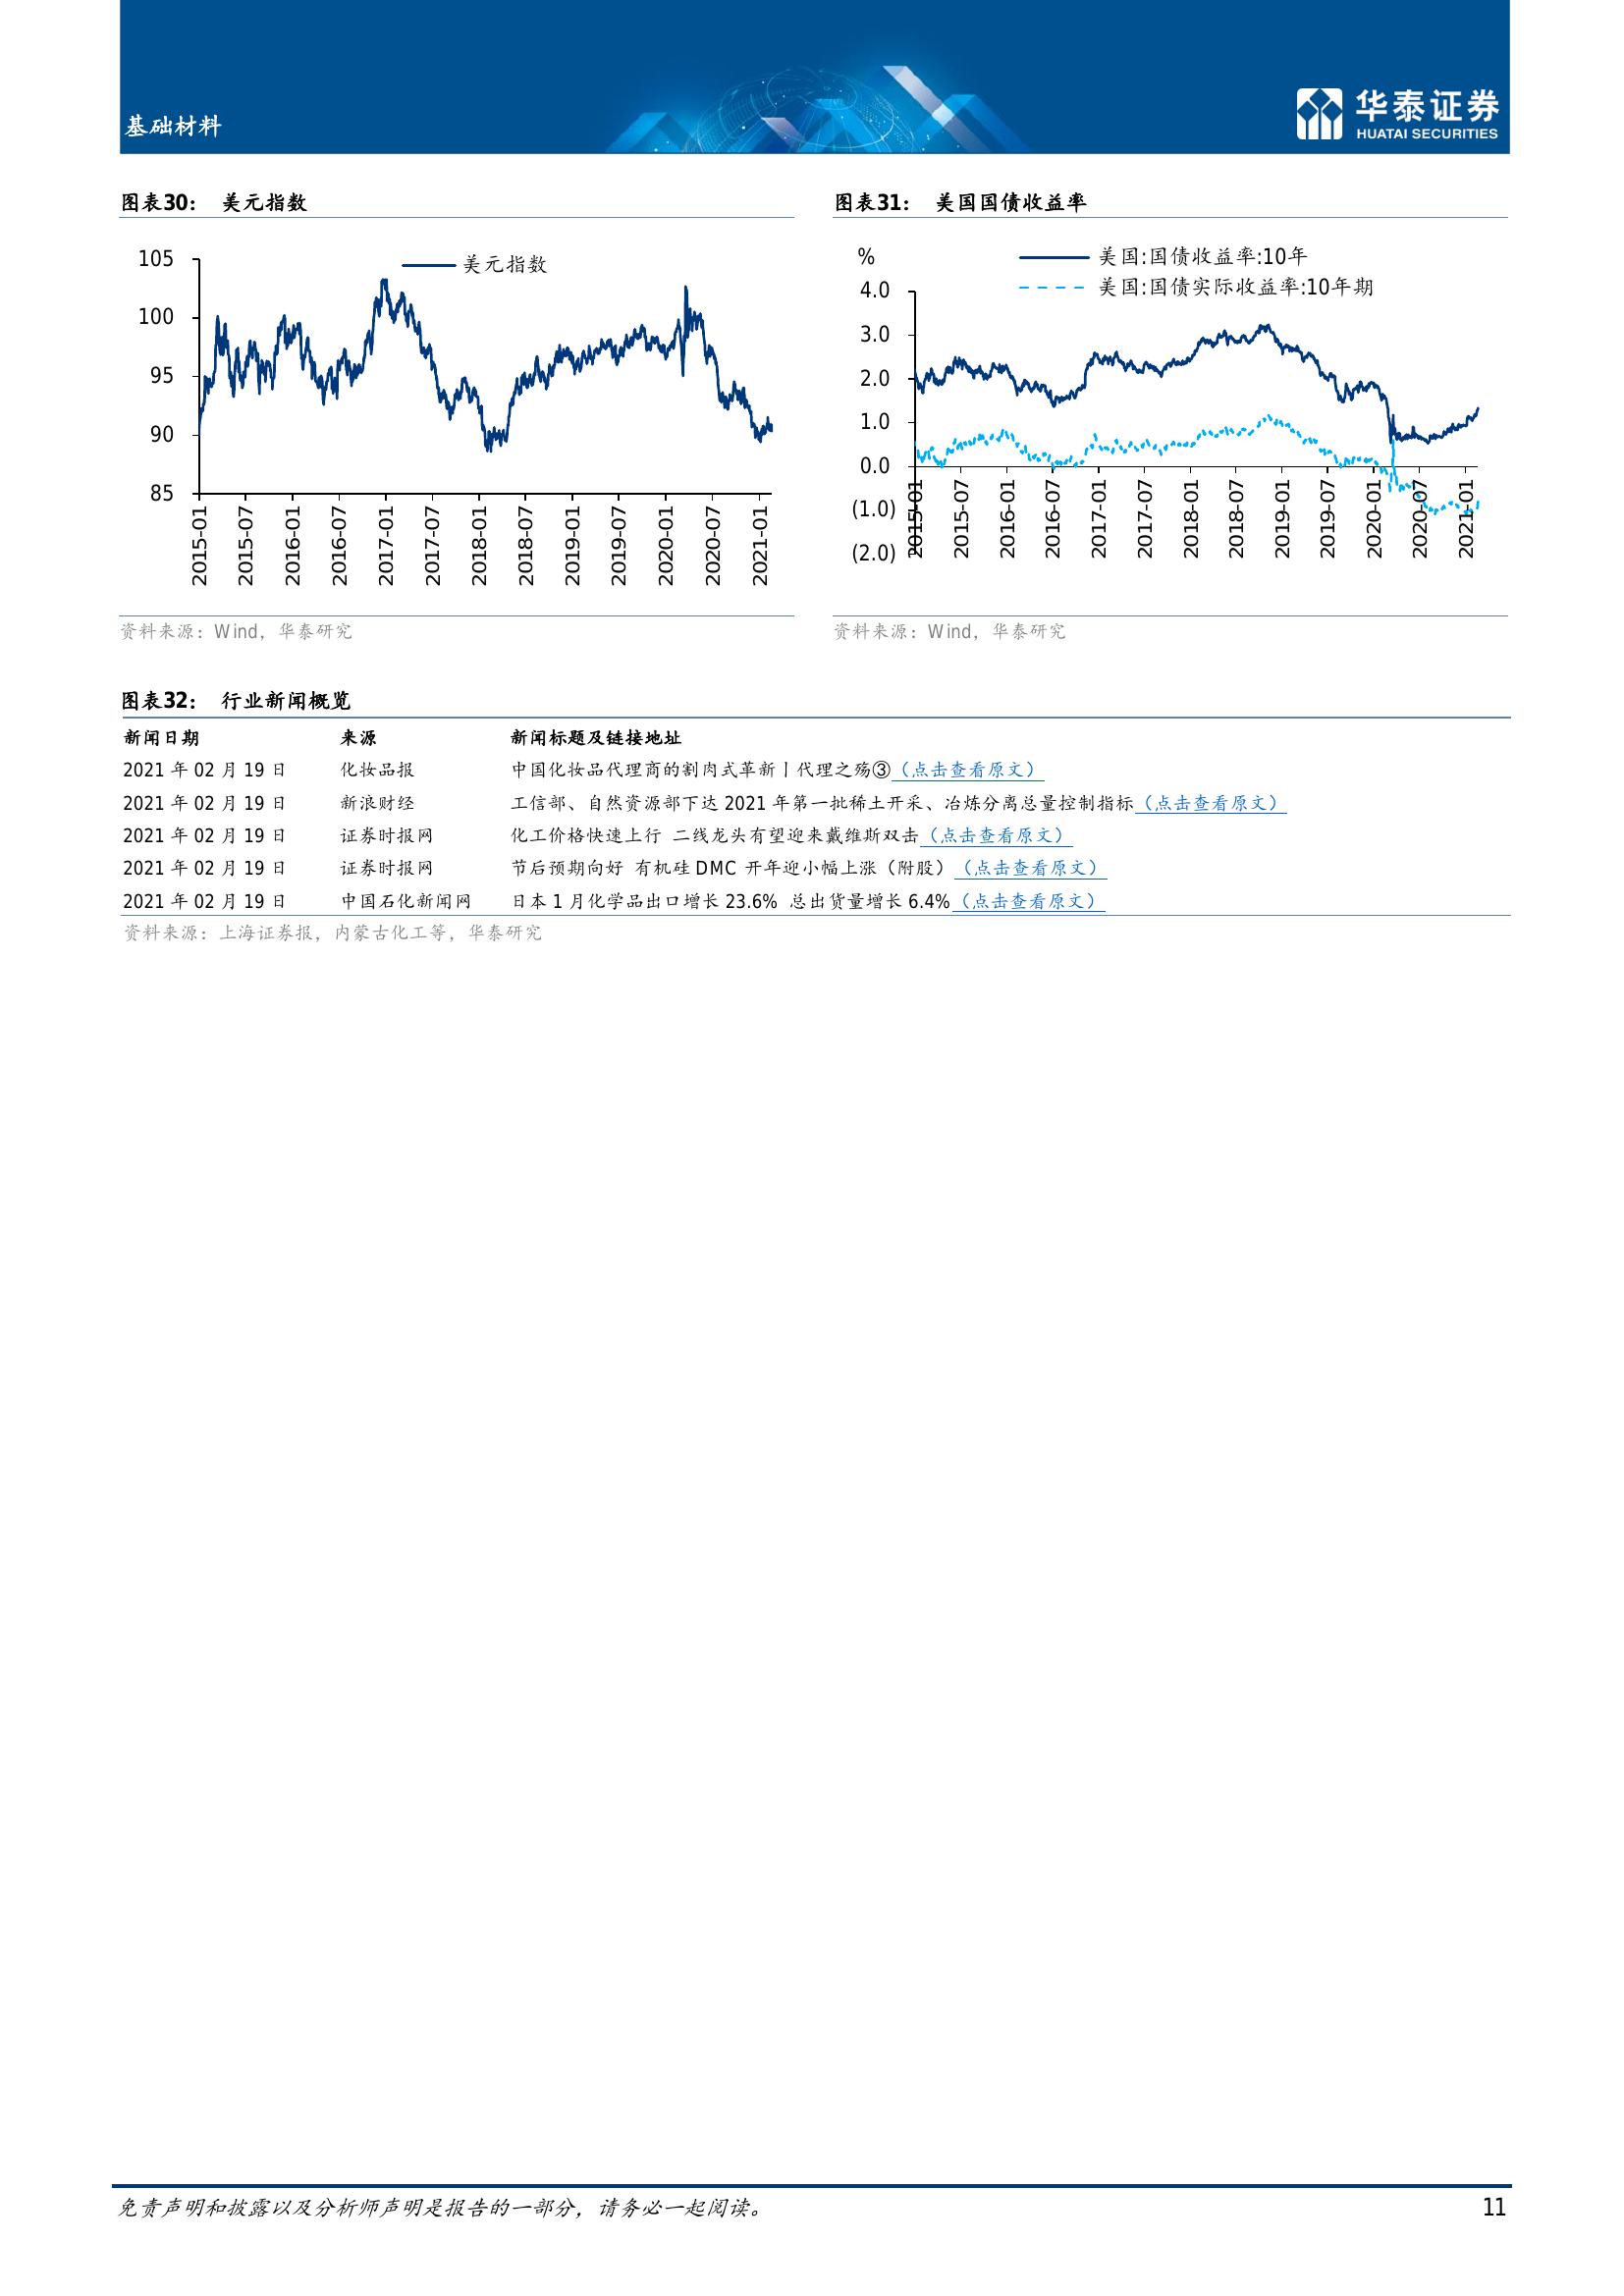 基础材料
华泰证券
HUATAI SECURITIES
图表30： 美元指数
105
100
95
90
85
美元指数
2015-01
2015-07
2016-01
2016-07
2017-01
2017-07
2018-01
2018-07
2019-01
2019-07
2020-01
2020-07
2021-01
资料来源：Wind，华泰研究
图表31： 美国国债收益率
%
美国:国债收益率:10年
美国:国债实际收益率:10年期
4.0
3.0
2.0
1.0
0.0
(1.0)
(2.0)
2015-01
2015-07
2016-01
2016-07
2017-01
2017-07
2018-01
2018-07
2019-01
2019-07
2020-01
2020-07
2021-01
资料来源：Wind，华泰研究
图表32： 行业新闻概览
新闻日期 来源 新闻标题及链接地址
2021 年 02 月 19 日 化妆品报 中国化妆品代理商的割肉式革新丨代理之殇③（点击查看原文）
2021 年 02 月 19 日 新浪财经 工信部、自然资源部下达 2021 年第一批稀土开采、冶炼分离总量控制指标（点击查看原文）
2021 年 02 月 19 日 证券时报网 化工价格快速上行 二线龙头有望迎来戴维斯双击（点击查看原文）
2021 年 02 月 19 日 证券时报网 节后预期向好 有机硅 DMC 开年迎小幅上涨（附股）（点击查看原文）
2021 年 02 月 19 日 中国石化新闻网 日本 1 月化学品出口增长 23.6% 总出货量增长 6.4%（点击查看原文）
资料来源：上海证券报，内蒙古化工等，华泰研究
免责声明和披露以及分析师声明是报告的一部分，请务必一起阅读。 11